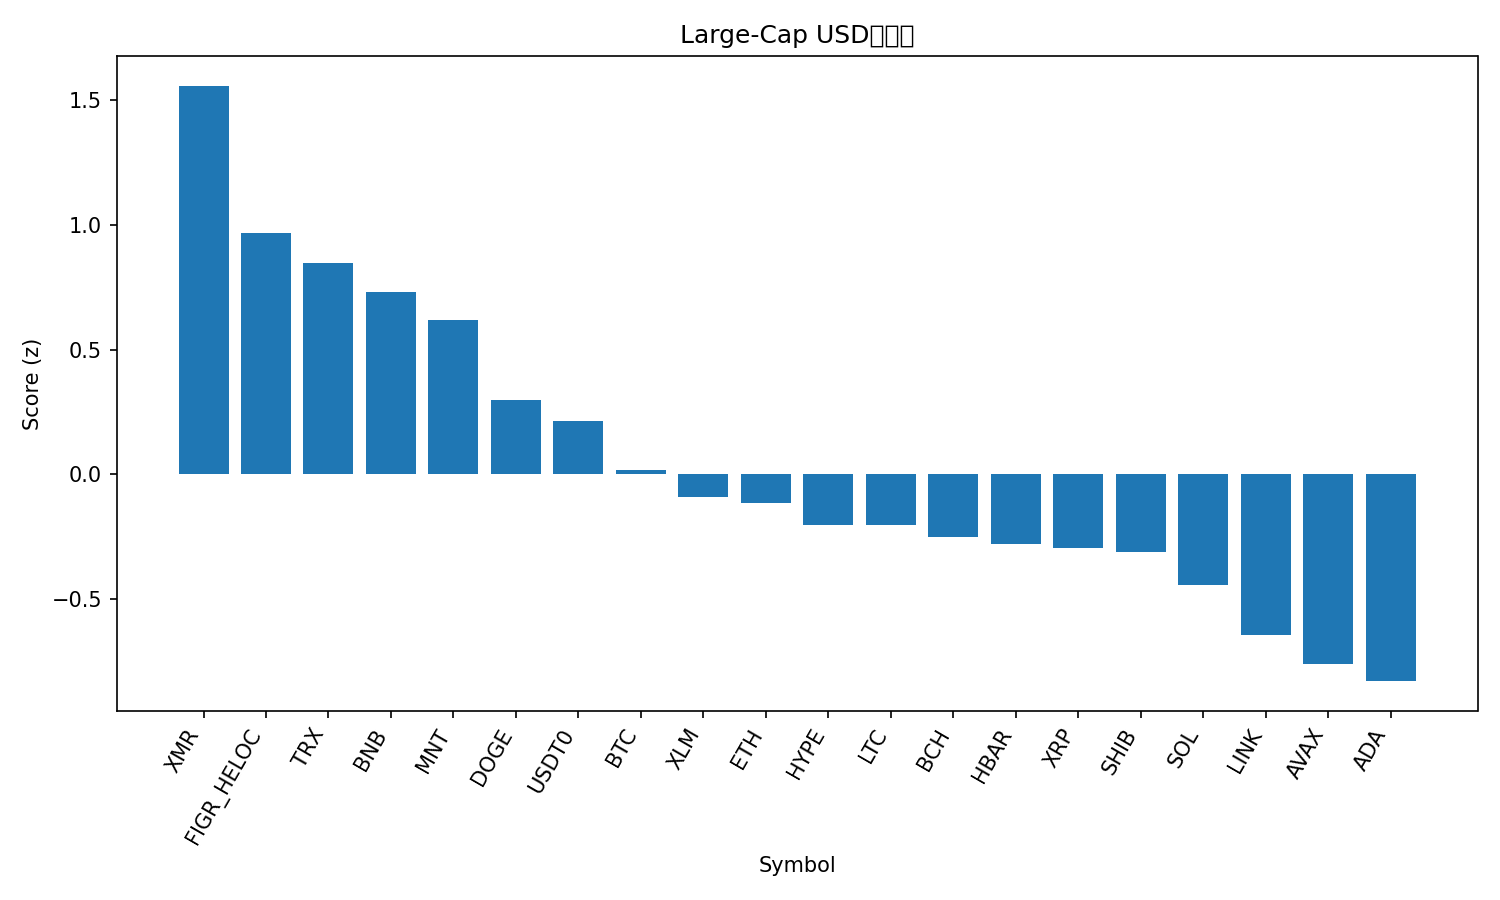 Large-Cap USD
Score (z)
1.5
1.0
0.5
0.0
−0.5
XMR
FIGR_HELOC
TRX
BNB
MNT
DOGE
USDT0
BTC
XLM
ETH
HYPE
LTC
BCH
HBAR
XRP
SHIB
SOL
LINK
AVAX
ADA
Symbol